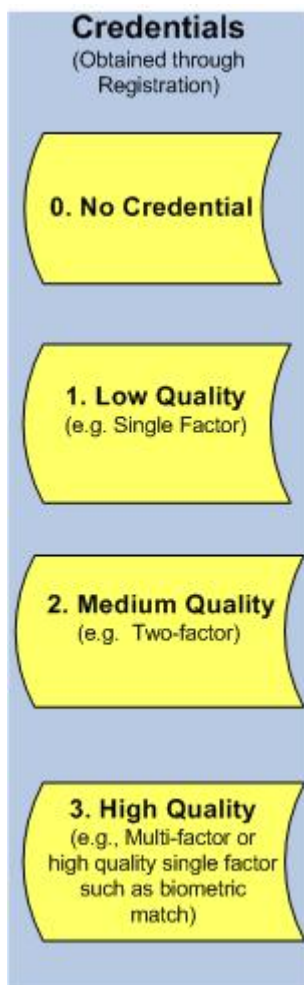 Credentials
(Obtained through
Registration)
0. No Credential
1. Low Quality
(e.g. Single Factor)
2. Medium Quality
(e.g. Two-factor)
3. High Quality
(e.g., Multi-factor or
high quality single factor
such as biometric
match)